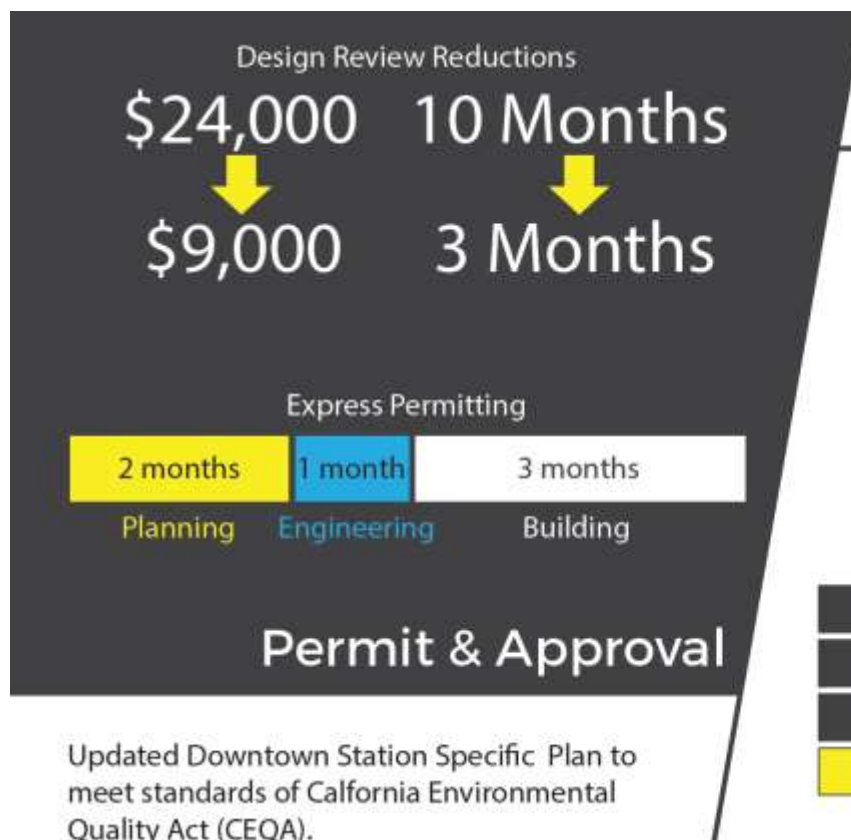 Design Review Reductions
$24,000 10 Months
$9,000 3 Months
Express Permitting
2 months 1 month 3 months
Planning Engineering Building
Permit & Approval
Updated Downtown Station Specific Plan to
meet standards of Calfornia Environmental
Quality Act (CEQA).